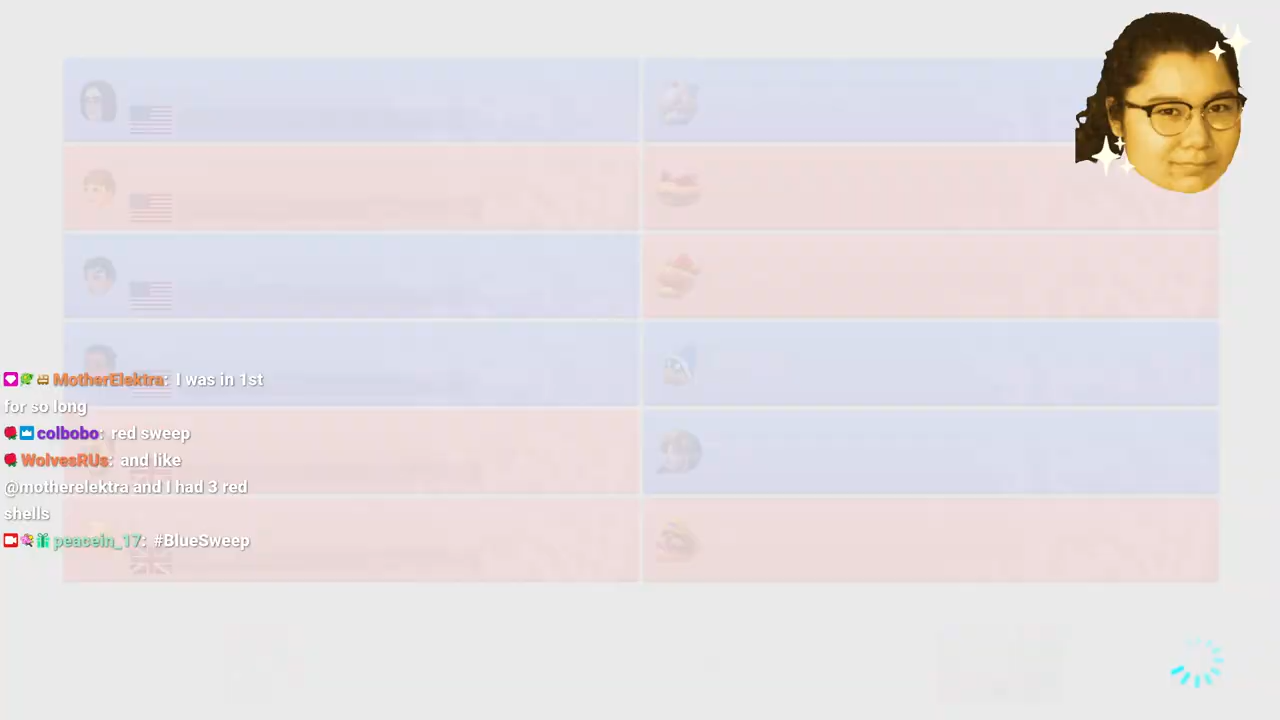 MotherElektra: I was in 1st
for so long
colbobo: red sweep
WolvesRUs: and like
@motherelektra and I had 3 red
shells
peacein_17: #BlueSweep